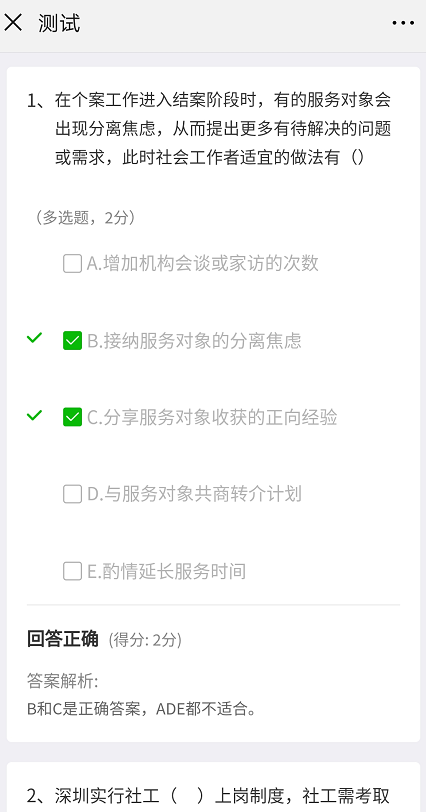 测试
1、在个案工作进入结案阶段时，有的服务对象会
出现分离焦虑，从而提出更多有待解决的问题
或需求，此时社会工作者适宜的做法有（）
（多选题，2分）
A.增加机构会谈或家访的次数
B.接纳服务对象的分离焦虑
C.分享服务对象收获的正向经验
D.与服务对象共商转介计划
E.酌情延长服务时间
回答正确 (得分: 2分)
答案解析:
B和C是正确答案，ADE都不适合。
2、深圳实行社工（ ）上岗制度，社工需考取